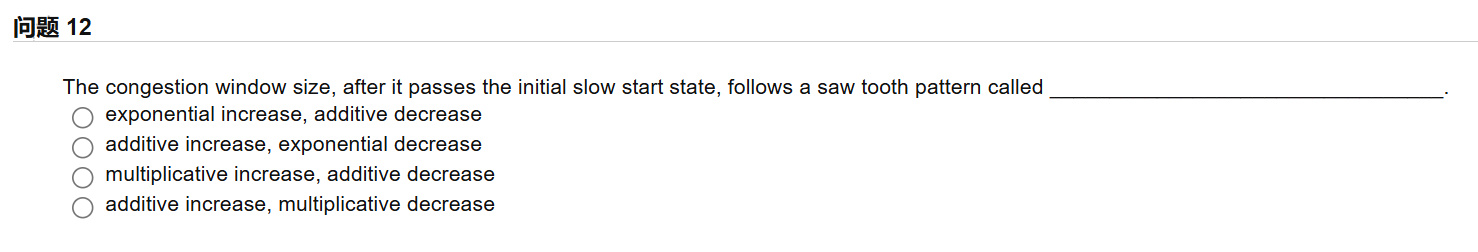 问题 12
The congestion window size, after it passes the initial slow start state, follows a saw tooth pattern called ___________________________________.
exponential increase, additive decrease
additive increase, exponential decrease
multiplicative increase, additive decrease
additive increase, multiplicative decrease